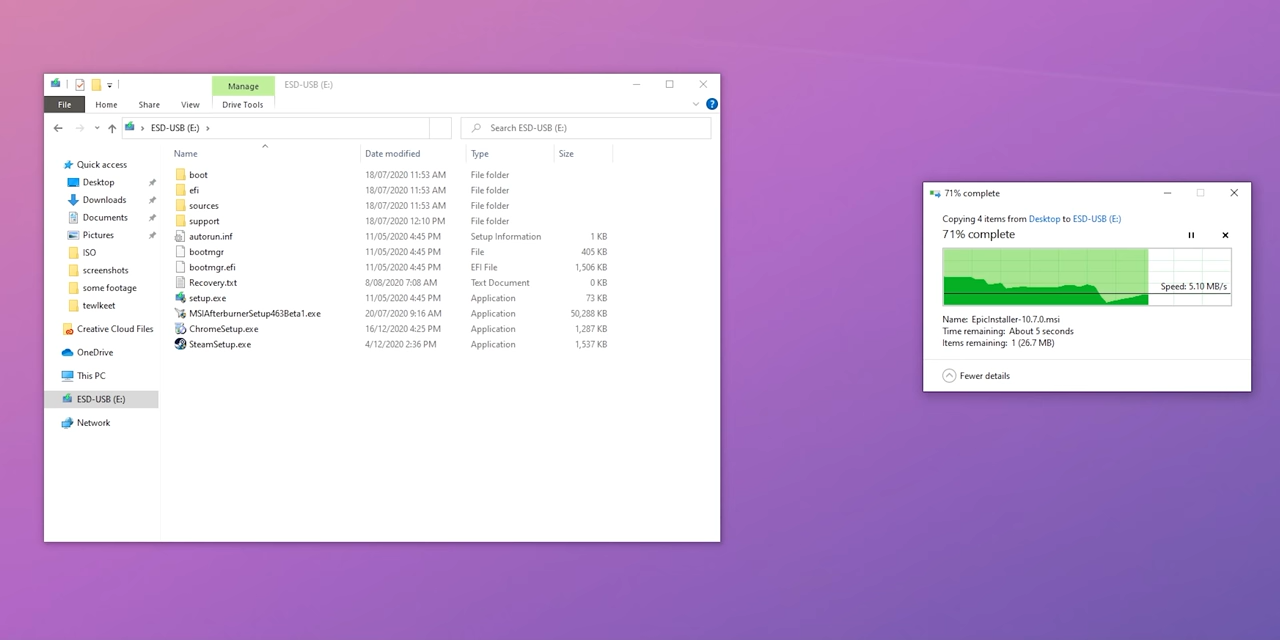 Manage
ESD-USB (E:)
File
Home
Share
View
Drive Tools
?
ESD-USB (E:)
Search ESD-USB (E:)
Name
Date modified
Type
Size
Quick access
Desktop
Downloads
Documents
Pictures
ISO
screenshots
some footage
tewlkeet
Creative Cloud Files
OneDrive
This PC
ESD-USB (E:)
Network
boot 18/07/2020 11:53 AM File folder
efi 18/07/2020 11:53 AM File folder
sources 18/07/2020 11:53 AM File folder
support 18/07/2020 12:10 PM File folder
autorun.inf 11/05/2020 4:45 PM Setup Information 1 KB
bootmgr 11/05/2020 4:45 PM File 405 KB
bootmgr.efi 11/05/2020 4:45 PM EFI File 1,506 KB
Recovery.txt 8/08/2020 7:08 AM Text Document 0 KB
setup.exe 11/05/2020 4:45 PM Application 73 KB
MSIAfterburnerSetup463Beta1.exe 20/07/2020 9:16 AM Application 50,288 KB
ChromeSetup.exe 16/12/2020 4:25 PM Application 1,287 KB
SteamSetup.exe 4/12/2020 2:36 PM Application 1,537 KB
71% complete
Copying 4 items from Desktop to ESD-USB (E:)
71% complete
Speed: 5.10 MB/s
Name: EpicInstaller-10.7.0.msi
Time remaining: About 5 seconds
Items remaining: 1 (26.7 MB)
Fewer details